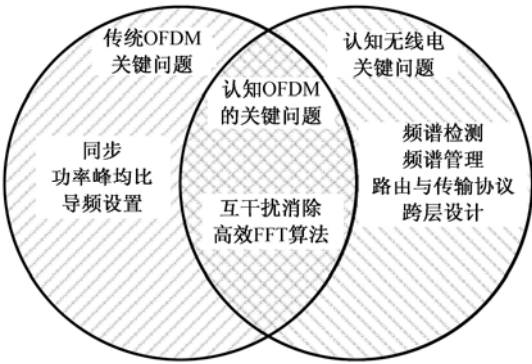 传统OFDM
关键问题
同步
功率峰均比
导频设置
认知OFDM
的关键问题
互干扰消除
高效FFT算法
认知无线电
关键问题
频谱检测
频谱管理
路由与传输协议
跨层设计